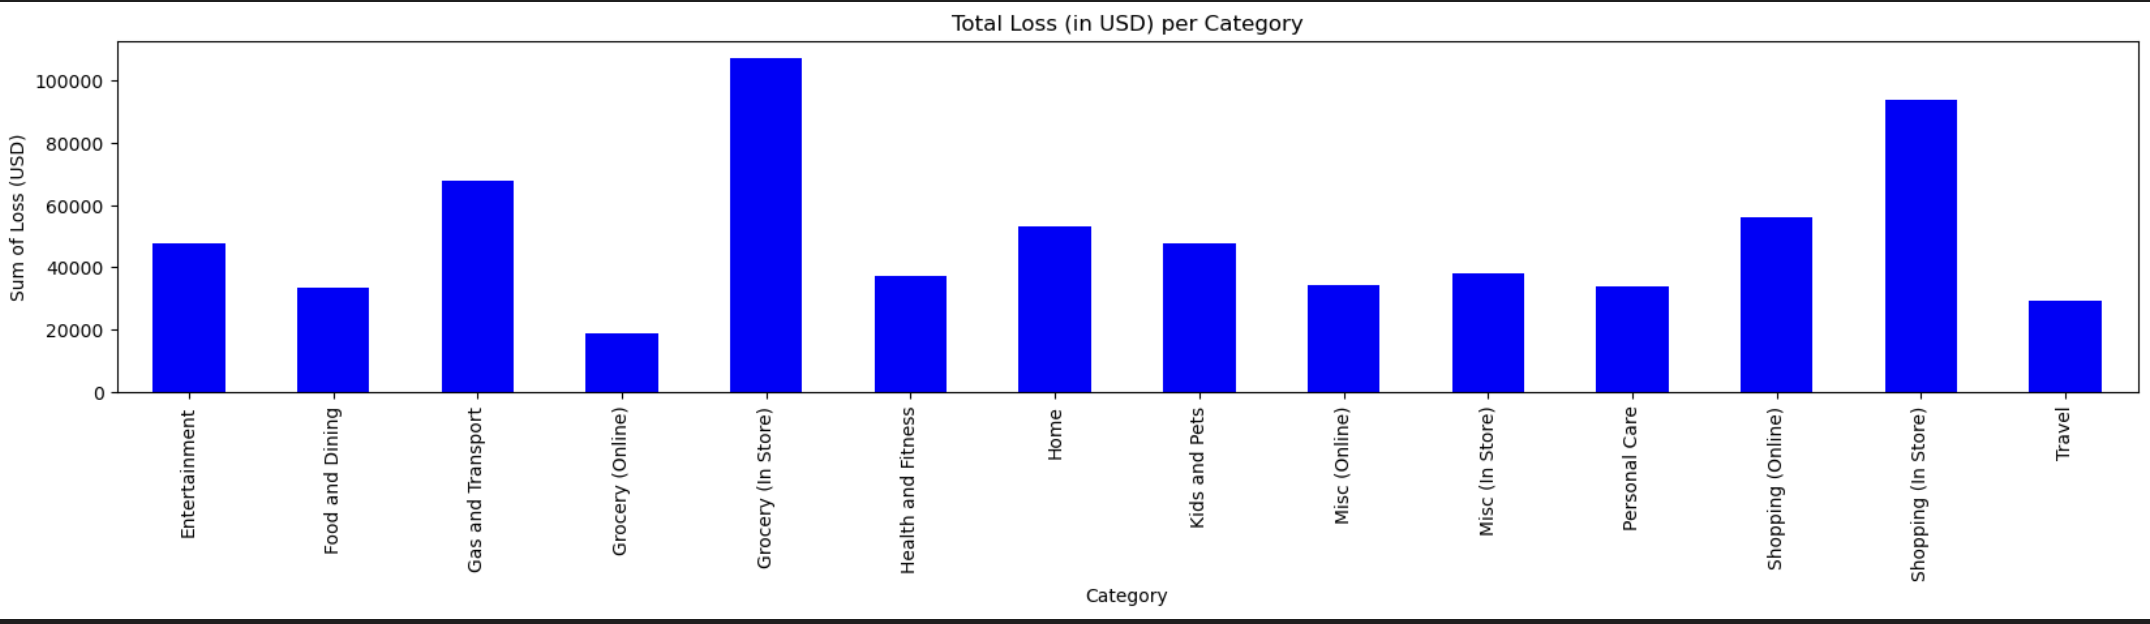 Total Loss (in USD) per Category
Sum of Loss (USD)
100000
80000
60000
40000
20000
0
Entertainment
Food and Dining
Gas and Transport
Grocery (Online)
Grocery (In Store)
Health and Fitness
Home
Kids and Pets
Misc (Online)
Misc (In Store)
Personal Care
Shopping (Online)
Shopping (In Store)
Travel
Category